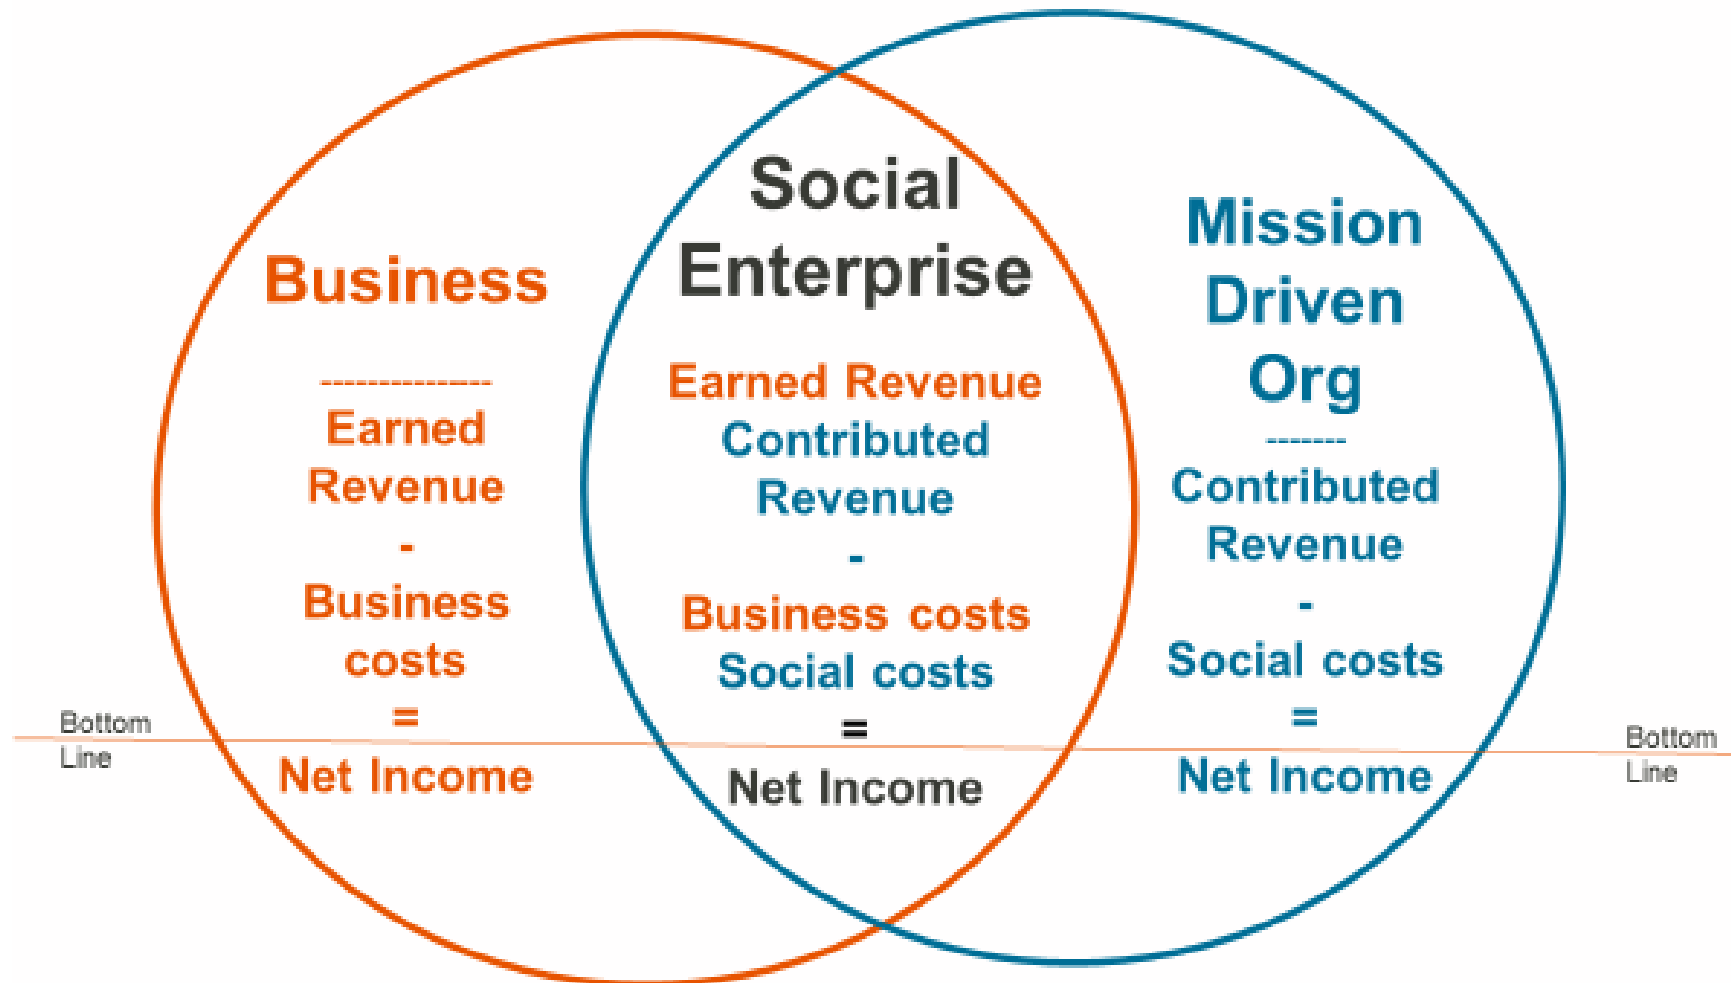 Business
---------------
Earned
Revenue
-
Business
costs
=
Net Income
Social
Enterprise
Earned Revenue
Contributed
Revenue
-
Business costs
Social costs
=
Net Income
Mission
Driven
Org
-------
Contributed
Revenue
-
Social costs
=
Net Income
Bottom
Line
Bottom
Line